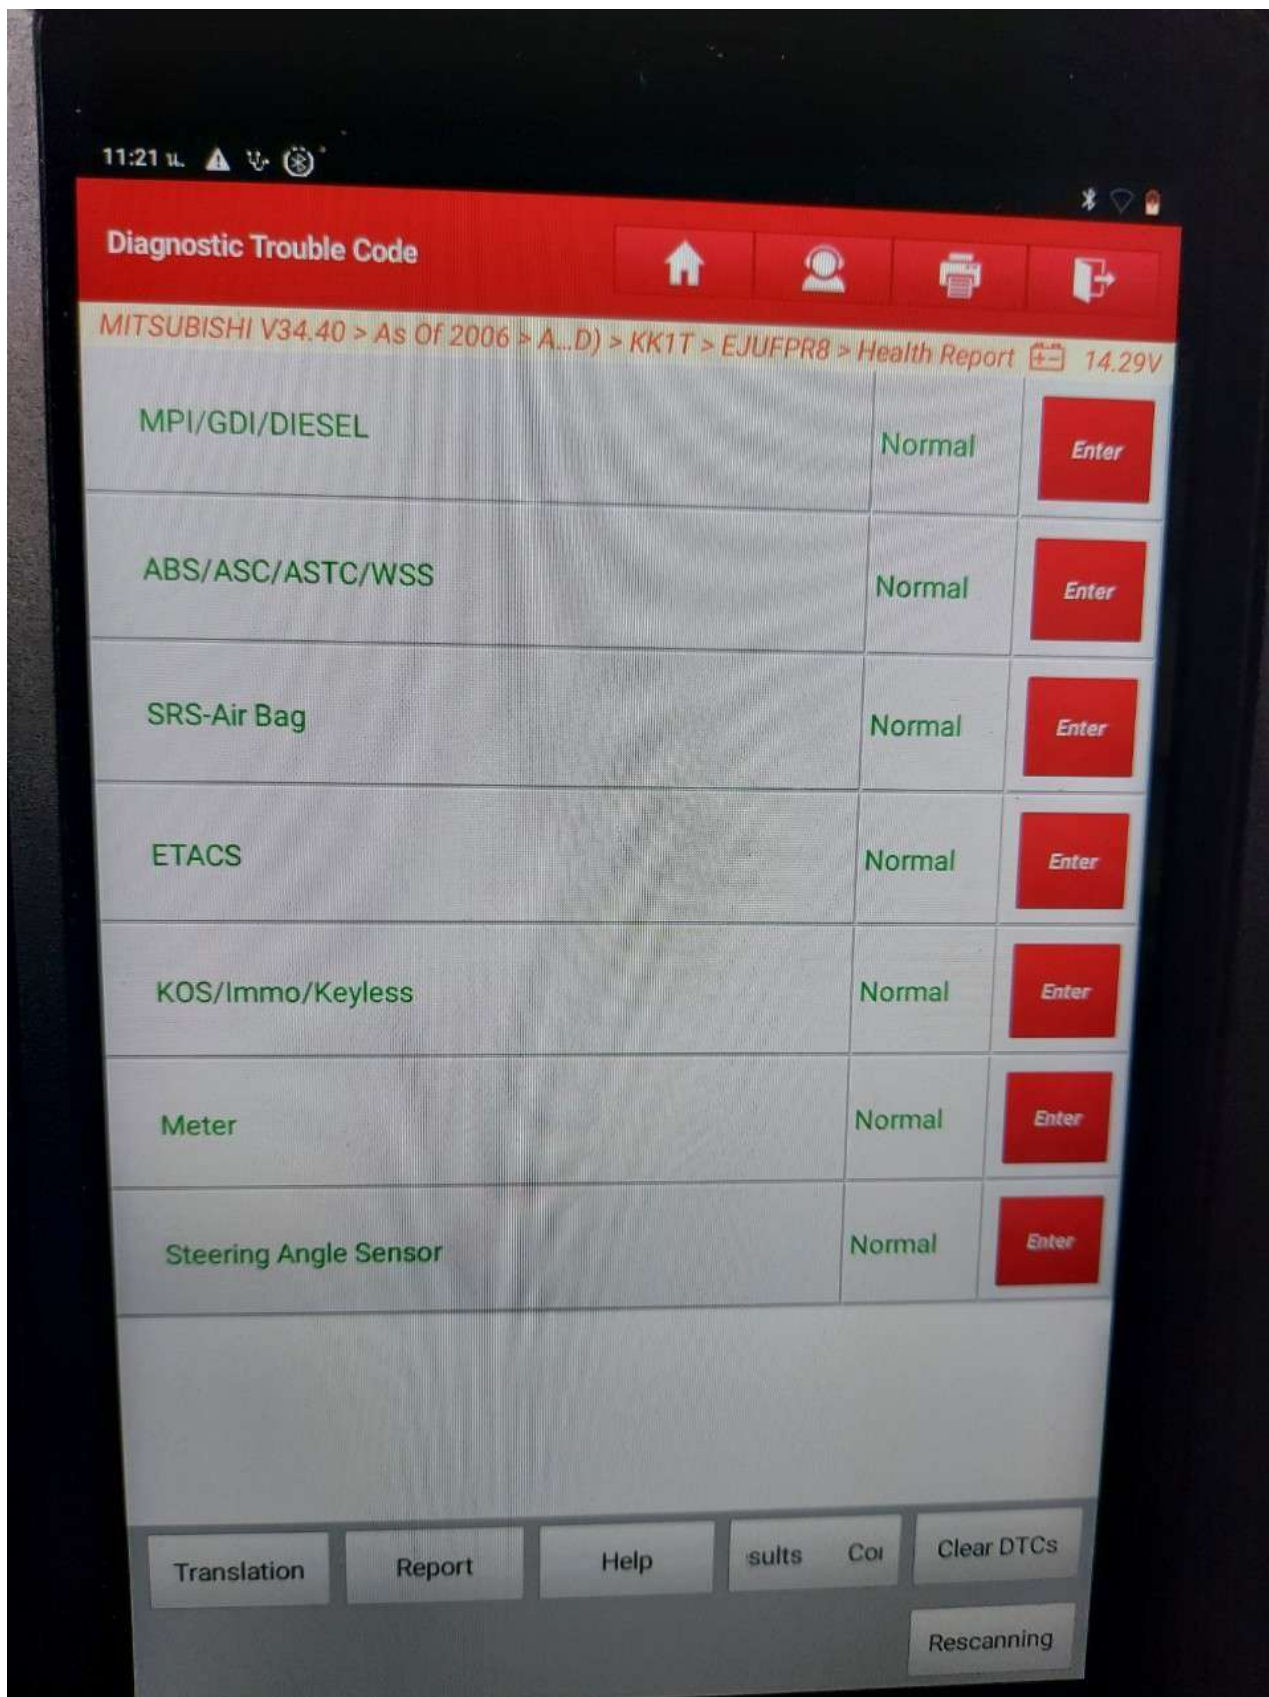 11:21 น.
Diagnostic Trouble Code
MITSUBISHI V34.40 > As Of 2006 > A...D) > KK1T > EJUFPR8 > Health Report 14.29V
MPI/GDI/DIESEL Normal Enter
ABS/ASC/ASTC/WSS Normal Enter
SRS-Air Bag Normal Enter
ETACS Normal Enter
KOS/Immo/Keyless Normal Enter
Meter Normal Enter
Steering Angle Sensor Normal Enter
Translation Report Help sults Co Clear DTCs
Rescanning